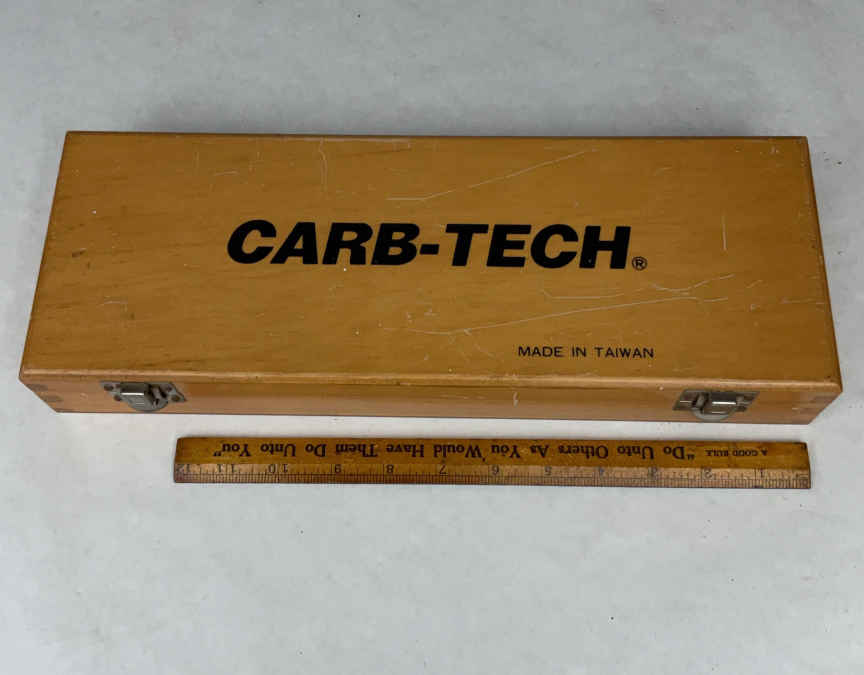 CARB-TECH®
MADE IN TAIWAN
A GOOD RULE "Do Unto Others As You Would Have Them Do Unto You"
1 2 3 4 5 6 7 8 9 10 11 12